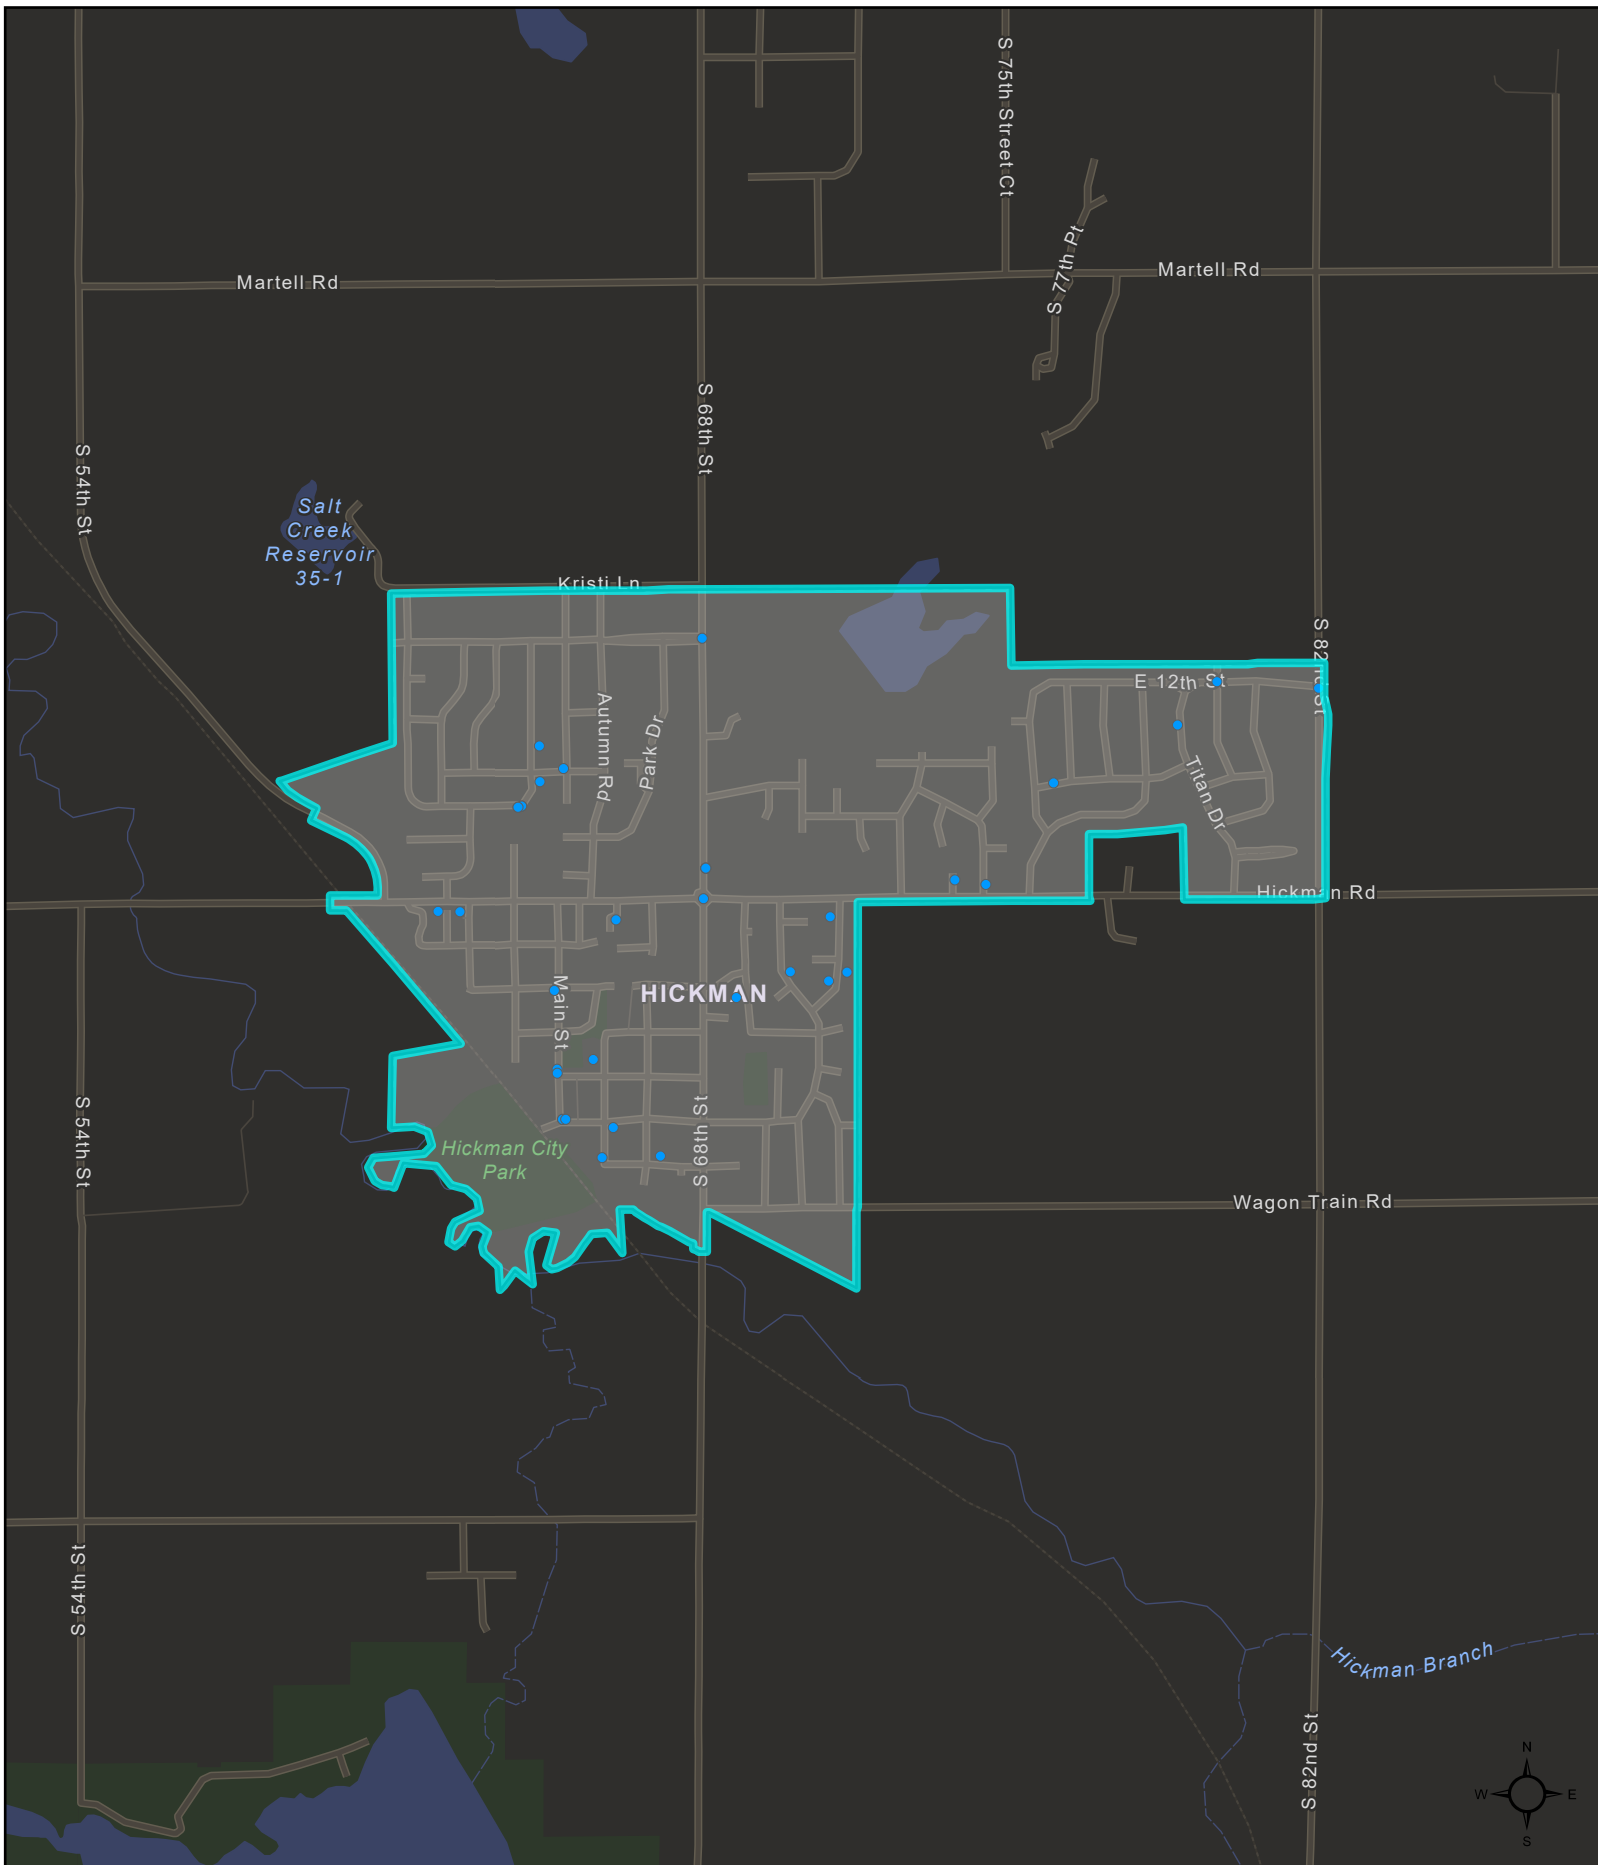 S 75th Street Ct
S 77th Pt
Martell Rd
Martell Rd
S 68th St
S 54th St
Salt
Creek
Reservoir
35-1
Kristi Ln
S 82nd St
E 12th St
Autumn Rd
Park Dr
Titan Dr
Hickman Rd
Main St
HICKMAN
S 54th St
S 68th St
Hickman City
Park
Wagon Train Rd
S 54th St
Hickman Branch
S 82nd St
N
W
E
S